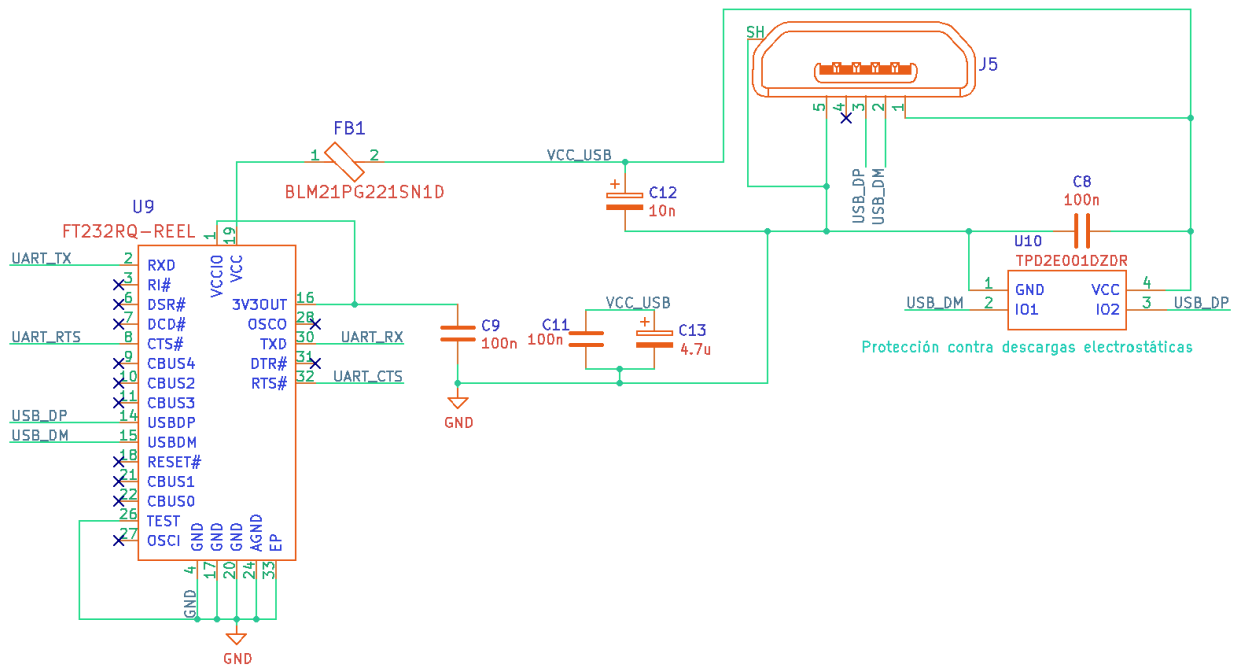 SH
J5
5
4
3
2
1
USB_DP
USB_DM
FB1
1
2
BLM21PG221SN1D
VCC_USB
C12
10n
C8
100n
U10
TPD2E001DZDR
1 GND VCC 4
USB_DM 2 IO1 IO2 3 USB_DP
Protección contra descargas electrostáticas
U9
FT232RQ-REEL
1
19
VCCIO
VCC
UART_TX 2 RXD
3 RI#
6 DSR#
7 DCD#
UART_RTS 8 CTS#
9 CBUS4
10 CBUS2
11 CBUS3
USB_DP 14 USBDP
USB_DM 15 USBDM
18 RESET#
21 CBUS1
22 CBUS0
26 TEST
27 OSCI
3V3OUT 16
OSCO 28
TXD 30 UART_RX
DTR# 31
RTS# 32 UART_CTS
GND
GND
GND
AGND
EP
4
17
20
24
33
GND
GND
C9
100n
GND
VCC_USB
C11
100n
C13
4.7u